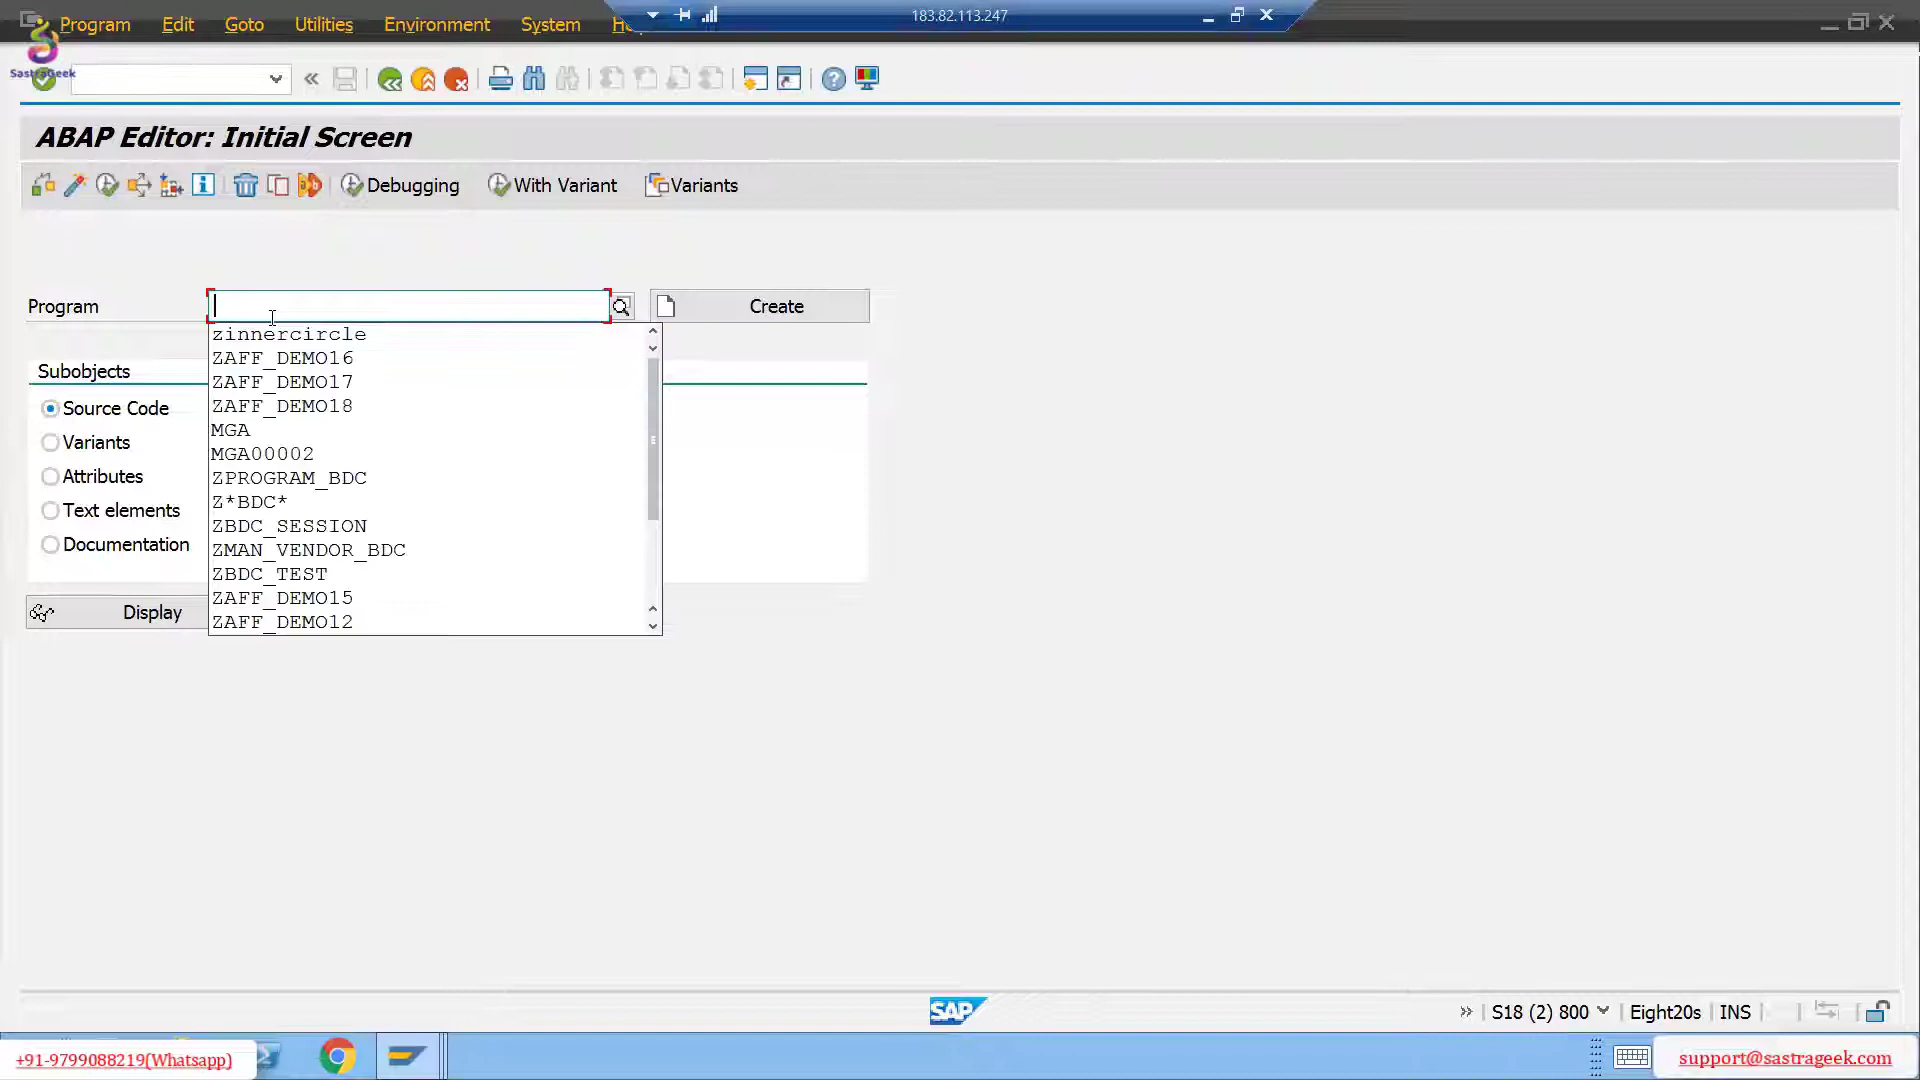 Program Edit Goto Utilities Environment System
183.82.113.247
SastraGeek
ABAP Editor: Initial Screen
Debugging With Variant Variants
Program
Create
zinnercircle
ZAFF_DEMO16
ZAFF_DEMO17
ZAFF_DEMO18
MGA
MGA00002
ZPROGRAM_BDC
Z*BDC*
ZBDC_SESSION
ZMAN_VENDOR_BDC
ZBDC_TEST
ZAFF_DEMO15
ZAFF_DEMO12
Subobjects
Source Code
Variants
Attributes
Text elements
Documentation
Display
SAP
S18 (2) 800 Eight20s INS
+91-9799088219(Whatsapp)
support@sastrageek.com